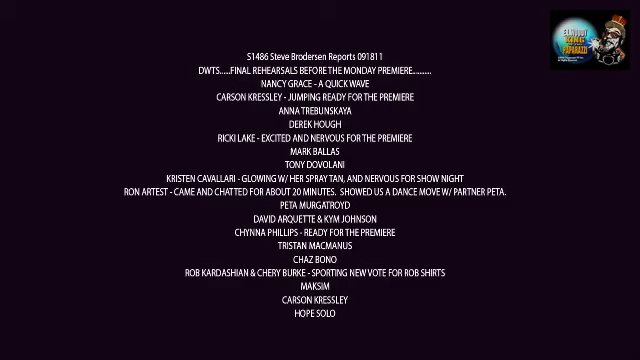 S1486 Steve Brodersen Reports 091811
DWTS.....FINAL REHEARSALS BEFORE THE MONDAY PREMIERE..........
NANCY GRACE - A QUICK WAVE
CARSON KRESSLEY - JUMPING READY FOR THE PREMIERE
ANNA TREBUNSKAYA
DEREK HOUGH
RICKI LAKE - EXCITED AND NERVOUS FOR THE PREMIERE
MARK BALLAS
TONY DOVOLANI
KRISTEN CAVALLARI - GLOWING W/ HER SPRAY TAN, AND NERVOUS FOR SHOW NIGHT
RON ARTEST - CAME AND CHATTED FOR ABOUT 20 MINUTES. SHOWED US A DANCE MOVE W/ PARTNER PETA.
PETA MURGATROYD
DAVID ARQUETTE & KYM JOHNSON
CHYNNA PHILLIPS - READY FOR THE PREMIERE
TRISTAN MACMANUS
CHAZ BONO
ROB KARDASHIAN & CHERY BURKE - SPORTING NEW VOTE FOR ROB SHIRTS
MAKSIM
CARSON KRESSLEY
HOPE SOLO
PAPARAZZI